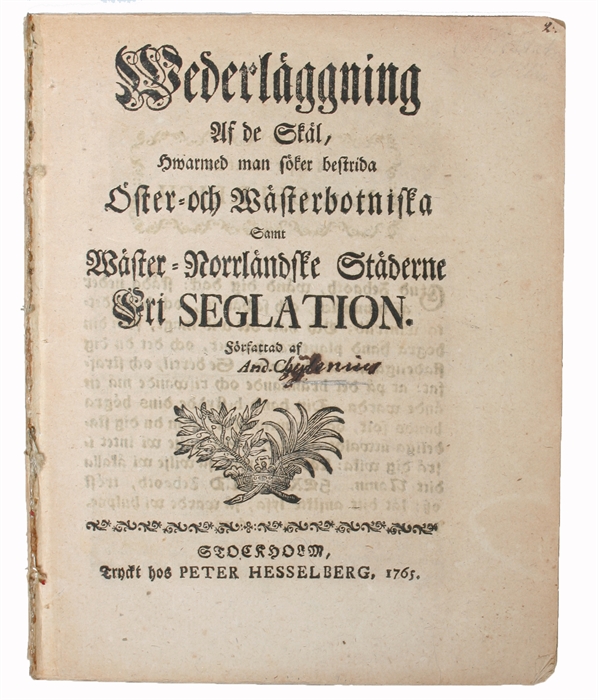 Wederläggning
Af de Skäl,
Hwarmed man söker bestrida
Öster-och Wästerbotniska
Samt
Wäster-Norrländske Städerne
Fri SEGLATION.
Författad af
And. Chydenius
STOCKHOLM,
Tryckt hos PETER HESSELBERG, 1765.